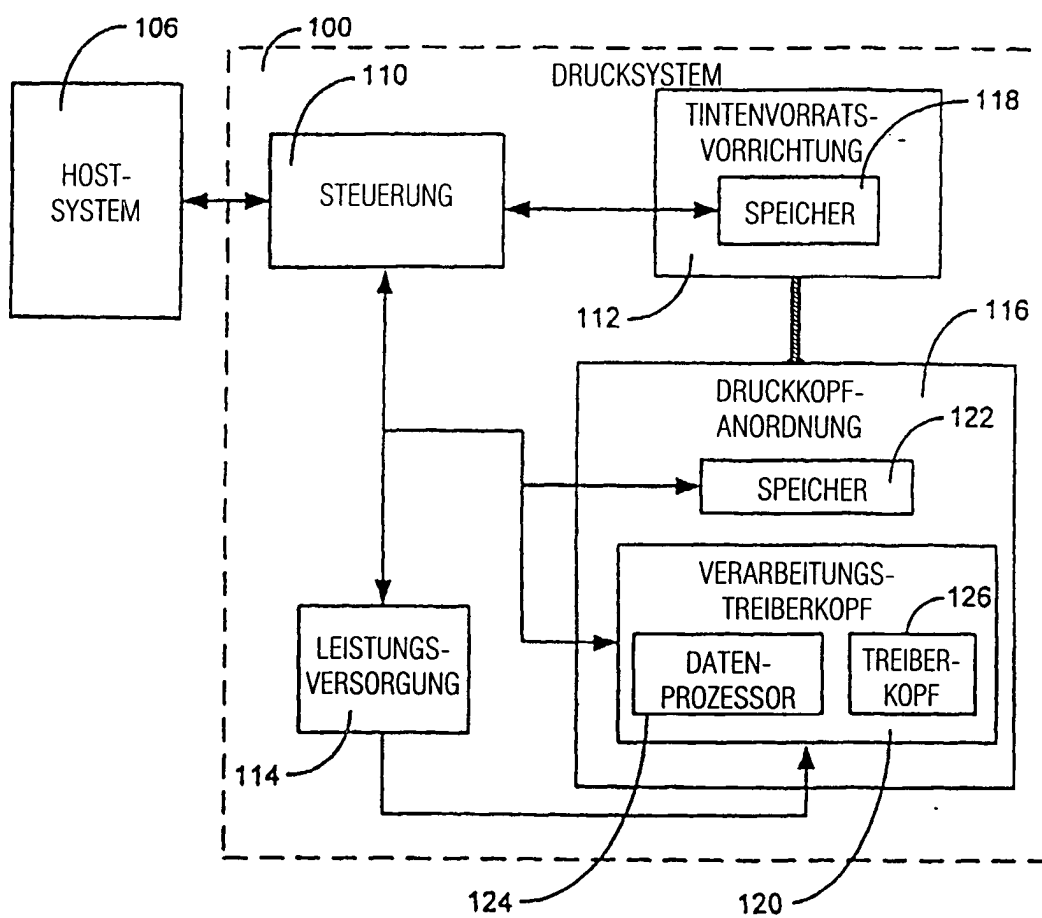 106
100
DRUCKSYSTEM
110
118
TINTENVORRATS-
VORRICHTUNG
HOST-
SYSTEM
STEUERUNG
SPEICHER
112
116
DRUCKKOPF-
ANORDNUNG
122
SPEICHER
VERARBEITUNGS-
TREIBERKOPF
126
LEISTUNGS-
VERSORGUNG
DATEN-
PROZESSOR
TREIBER-
KOPF
114
124
120